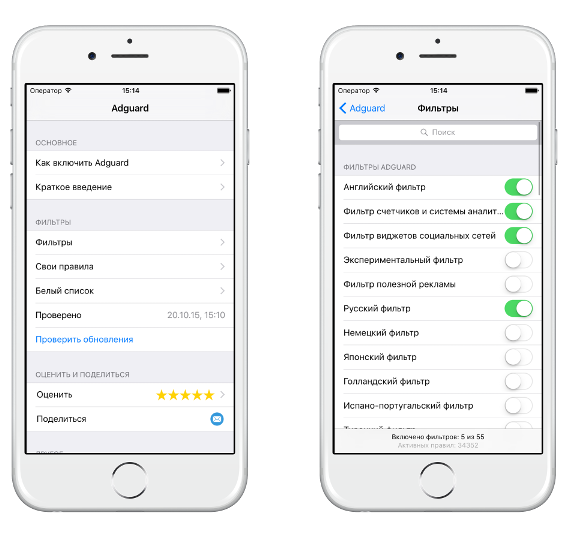 Оператор 15:14
Adguard
ОСНОВНОЕ
Как включить Adguard
Краткое введение
ФИЛЬТРЫ
Фильтры
Свои правила
Белый список
Проверено 20.10.15, 15:10
Проверить обновления
ОЦЕНИТЬ И ПОДЕЛИТЬСЯ
Оценить
Поделиться
Оператор 15:14
Adguard Фильтры
Поиск
ФИЛЬТРЫ ADGUARD
Английский фильтр
Фильтр счетчиков и системы аналит...
Фильтр виджетов социальных сетей
Экспериментальный фильтр
Фильтр полезной рекламы
Русский фильтр
Немецкий фильтр
Японский фильтр
Голландский фильтр
Испано-португальский фильтр
Включено фильтров: 5 из 55
Активных правил: 34352